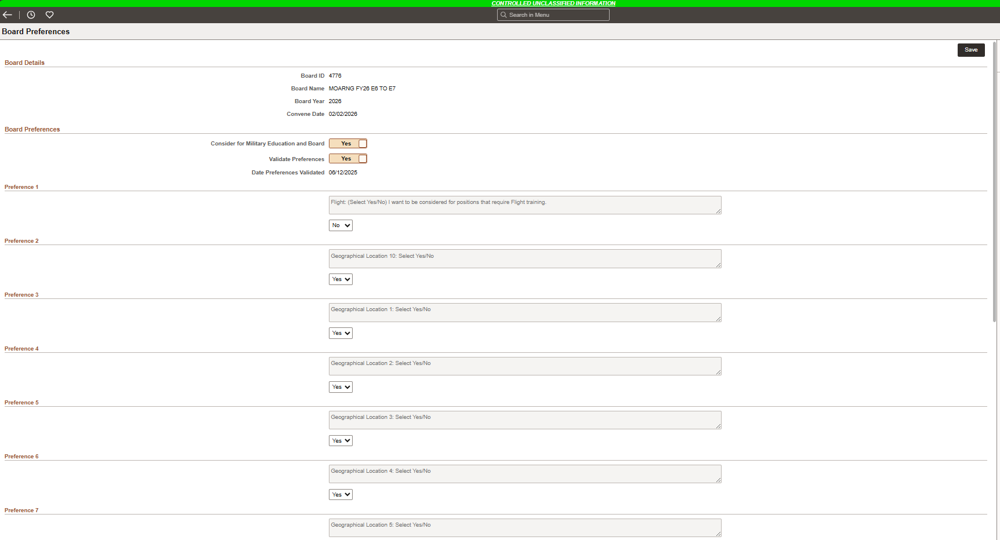 CONTROLLED UNCLASSIFIED INFORMATION
Search in Menu
Board Preferences
Save
Board Details
Board ID 4776
Board Name MOARNG FY26 E6 TO E7
Board Year 2026
Convene Date 02/02/2026
Board Preferences
Consider for Military Education and Board Yes
Validate Preferences Yes
Date Preferences Validated 06/12/2025
Preference 1
Flight: (Select Yes/No) I want to be considered for positions that require Flight training.
No
Preference 2
Geographical Location 10: Select Yes/No
Yes
Preference 3
Geographical Location 1: Select Yes/No
Yes
Preference 4
Geographical Location 2: Select Yes/No
Yes
Preference 5
Geographical Location 3: Select Yes/No
Yes
Preference 6
Geographical Location 4: Select Yes/No
Yes
Preference 7
Geographical Location 5: Select Yes/No